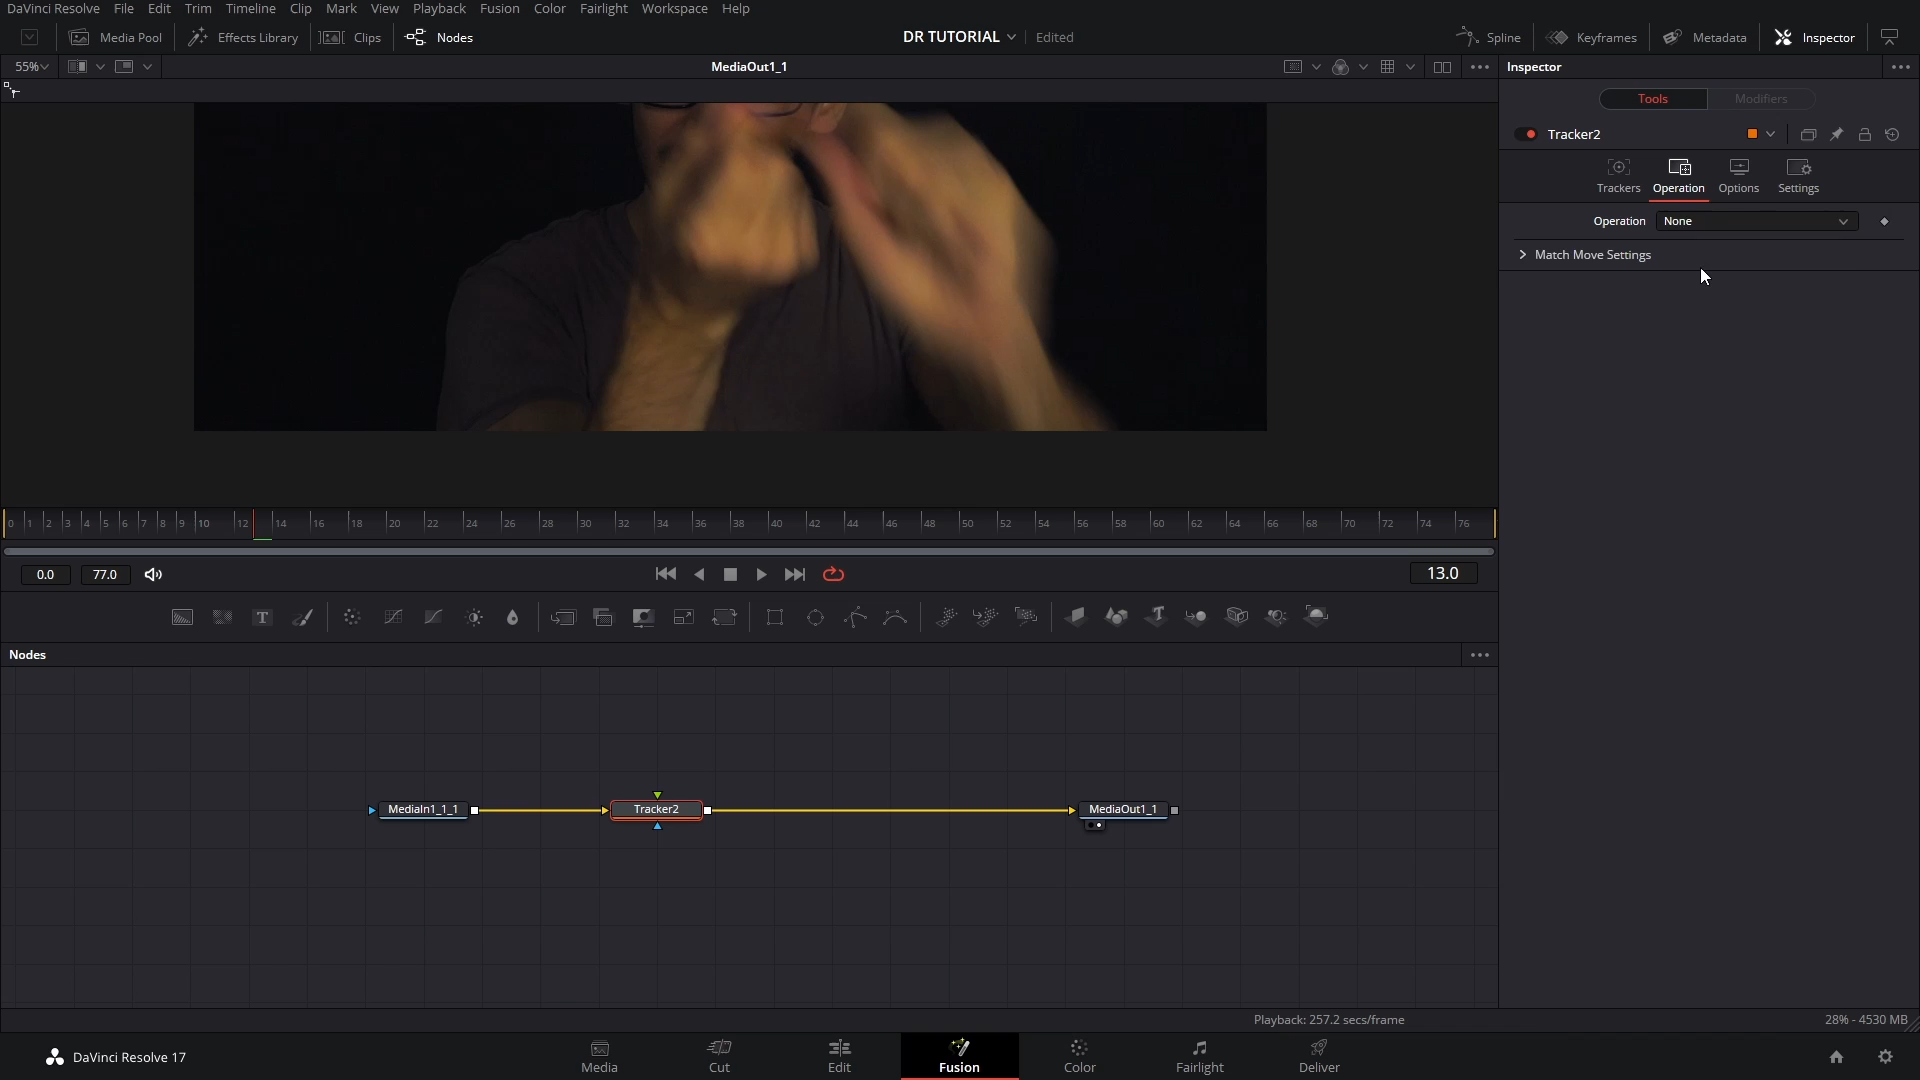 DaVinci Resolve File Edit Trim Timeline Clip Mark View Playback Fusion Color Fairlight Workspace Help
Media Pool Effects Library Clips Nodes DR TUTORIAL Edited Spline Keyframes Metadata Inspector
55% MediaOut1_1 Inspector
Tools Modifiers
Tracker2
Trackers Operation Options Settings
Operation None
Match Move Settings
0 1 2 3 4 5 6 7 8 9 10 12 14 16 18 20 22 24 26 28 30 32 34 36 38 40 42 44 46 48 50 52 54 56 58 60 62 64 66 68 70 72 74 76
0.0 77.0 13.0
T T
Nodes
MediaIn1_1_1 Tracker2 MediaOut1_1
Playback: 257.2 secs/frame 28% - 4530 MB
DaVinci Resolve 17 Media Cut Edit Fusion Color Fairlight Deliver